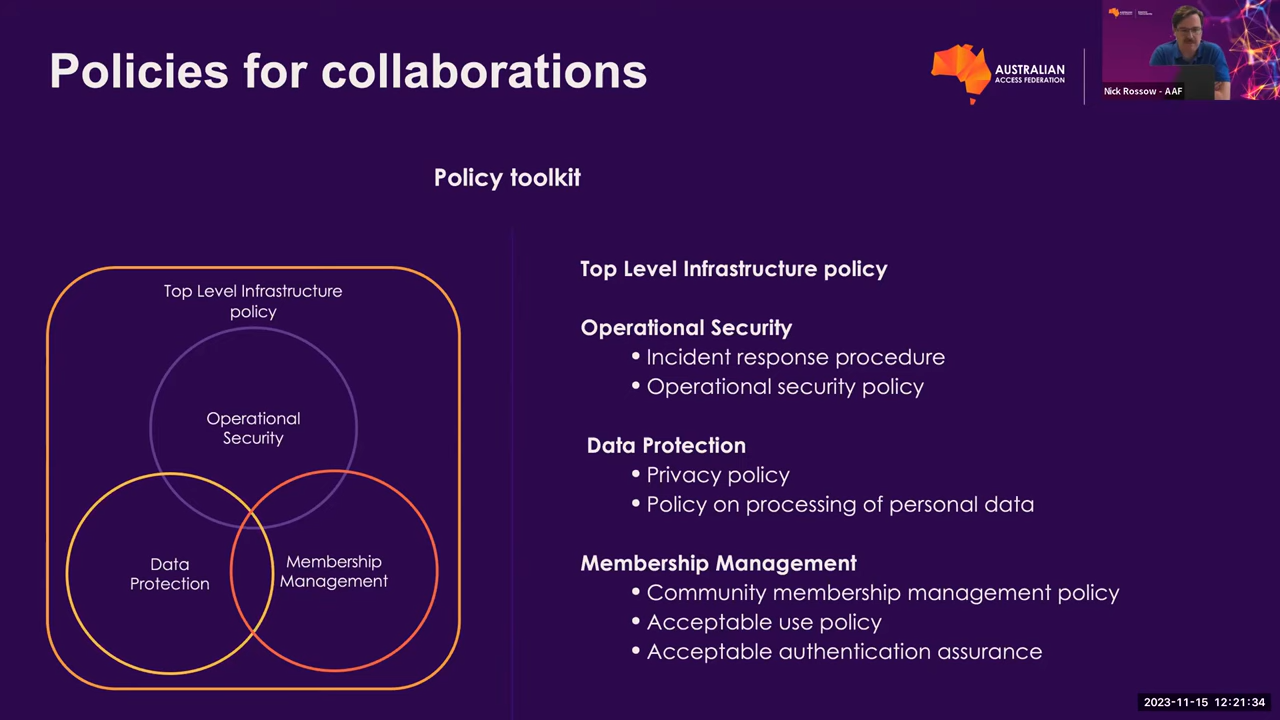 Policies for collaborations
AUSTRALIAN
ACCESS FEDERATION
Nick Rossow - AAF
Policy toolkit
Top Level Infrastructure
policy
Operational
Security
Data
Protection
Membership
Management
Top Level Infrastructure policy
Operational Security
• Incident response procedure
• Operational security policy
Data Protection
• Privacy policy
• Policy on processing of personal data
Membership Management
• Community membership management policy
• Acceptable use policy
• Acceptable authentication assurance
2023-11-15 12:21:34